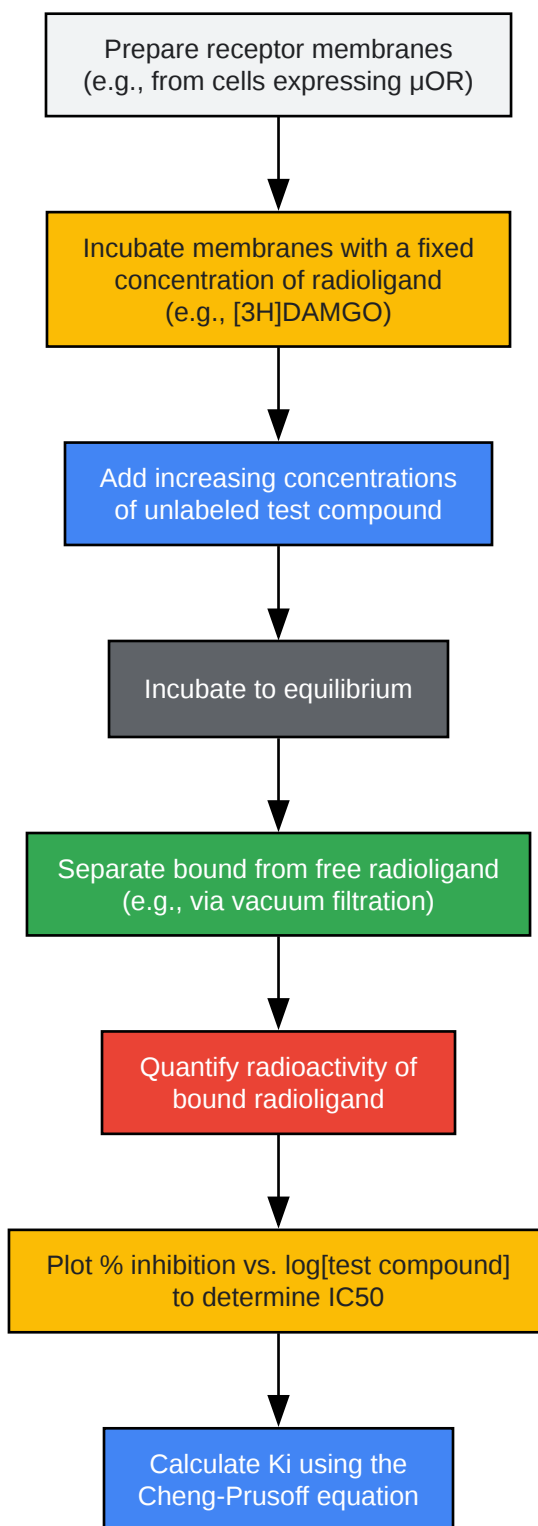 Prepare receptor membranes
(e.g., from cells expressing μOR)
Incubate membranes with a fixed
concentration of radioligand
(e.g., [3H]DAMGO)
Add increasing concentrations
of unlabeled test compound
Incubate to equilibrium
Separate bound from free radioligand
(e.g., via vacuum filtration)
Quantify radioactivity of
bound radioligand
Plot % inhibition vs. log[test compound]
to determine IC50
Calculate Ki using the
Cheng-Prusoff equation